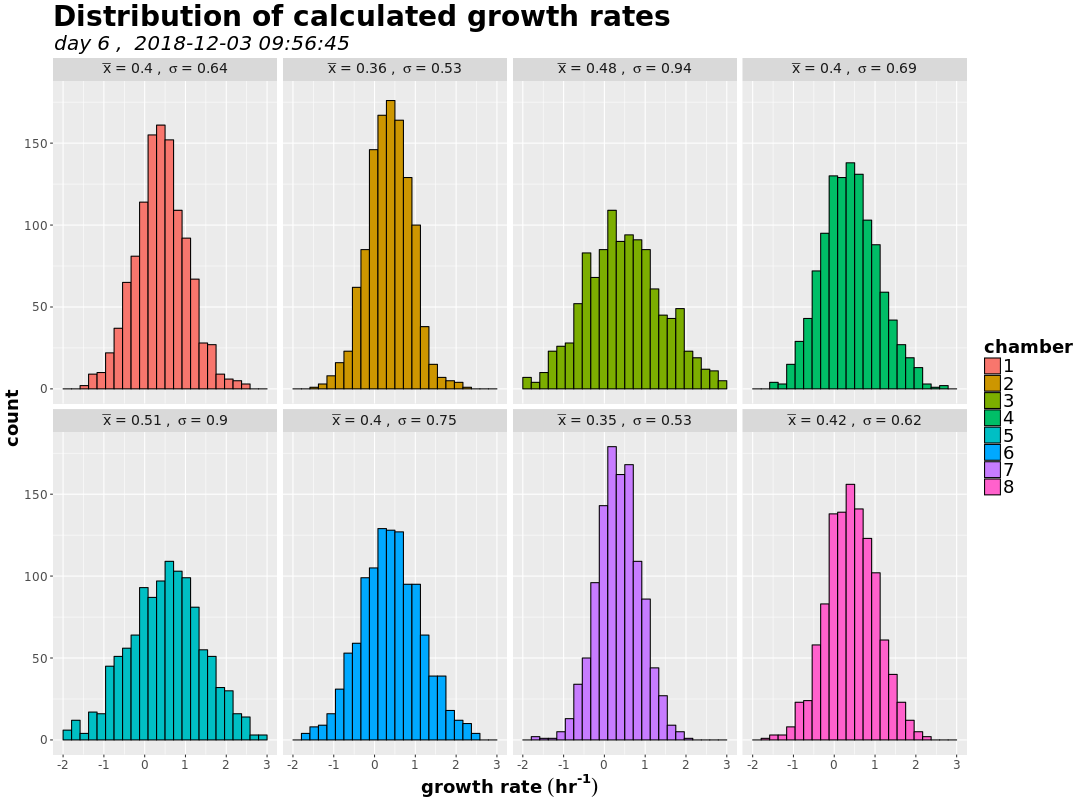 Distribution of calculated growth rates
day 6 ,  2018-12-03 09:56:45
x̅ = 0.4 ,  σ = 0.64
x̅ = 0.36 ,  σ = 0.53
x̅ = 0.48 ,  σ = 0.94
x̅ = 0.4 ,  σ = 0.69
150
100
50
0
x̅ = 0.51 ,  σ = 0.9
x̅ = 0.4 ,  σ = 0.75
x̅ = 0.35 ,  σ = 0.53
x̅ = 0.42 ,  σ = 0.62
150
100
50
0
-2 -1 0 1 2 3
-2 -1 0 1 2 3
-2 -1 0 1 2 3
-2 -1 0 1 2 3
count
growth rate (hr⁻¹)
chamber
1
2
3
4
5
6
7
8